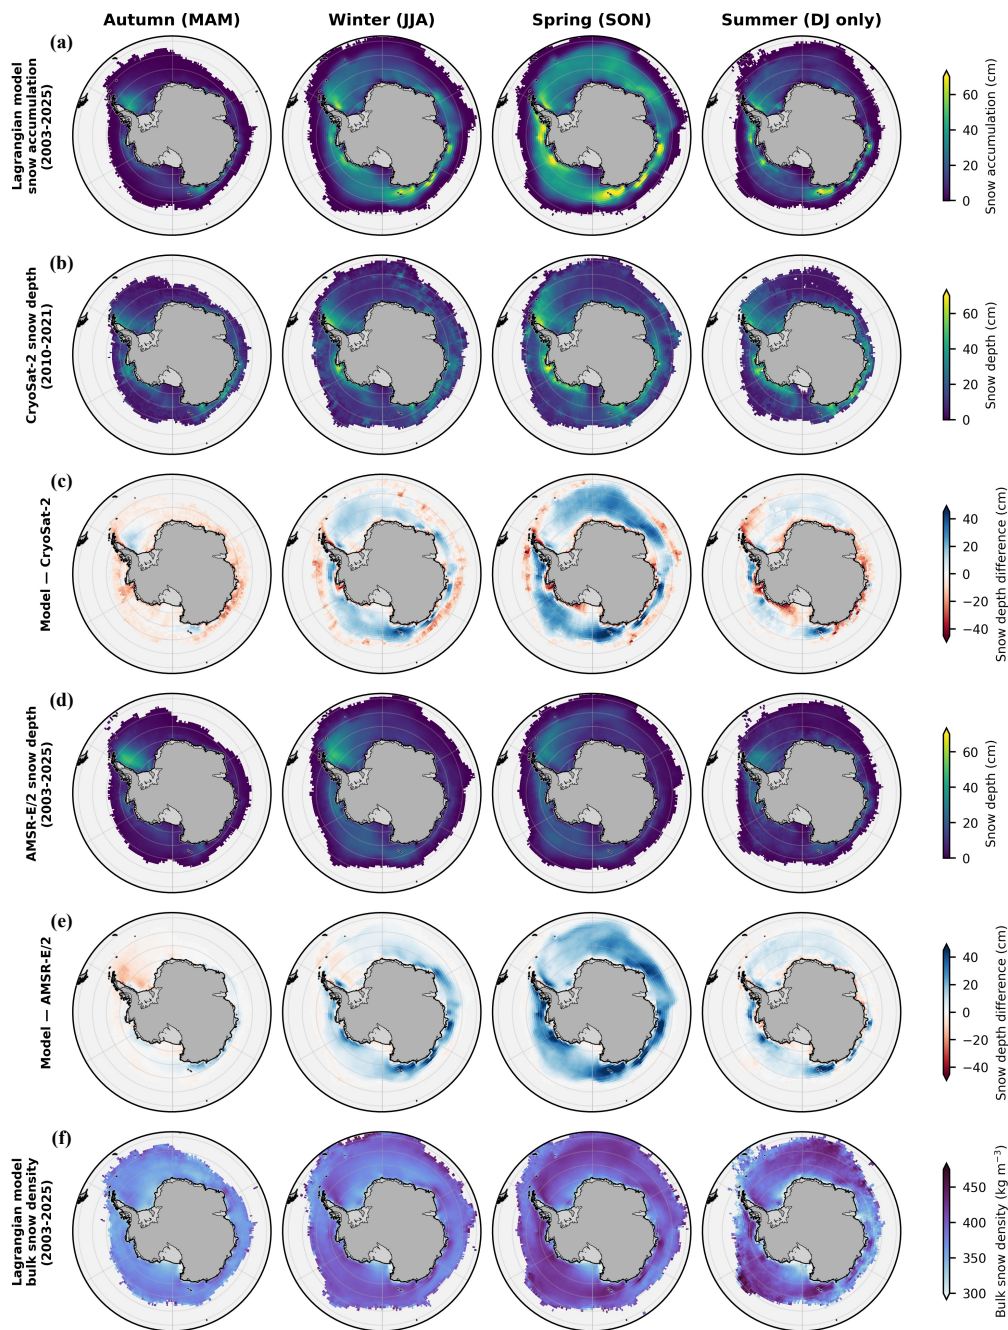 Autumn (MAM) Winter (JJA) Spring (SON) Summer (DJ only)
(a)
Lagrangian model
snow accumulation
(2003-2025)
60
40
20
0
Snow accumulation (cm)
(b)
CryoSat-2 snow depth
(2010-2021)
60
40
20
0
Snow depth (cm)
(c)
Model — CryoSat-2
40
20
0
−20
−40
Snow depth difference (cm)
(d)
AMSR-E/2 snow depth
(2003-2025)
60
40
20
0
Snow depth (cm)
(e)
Model — AMSR-E/2
40
20
0
−20
−40
Snow depth difference (cm)
(f)
Lagrangian model
bulk snow density
(2003-2025)
450
400
350
300
Bulk snow density (kg m⁻³)